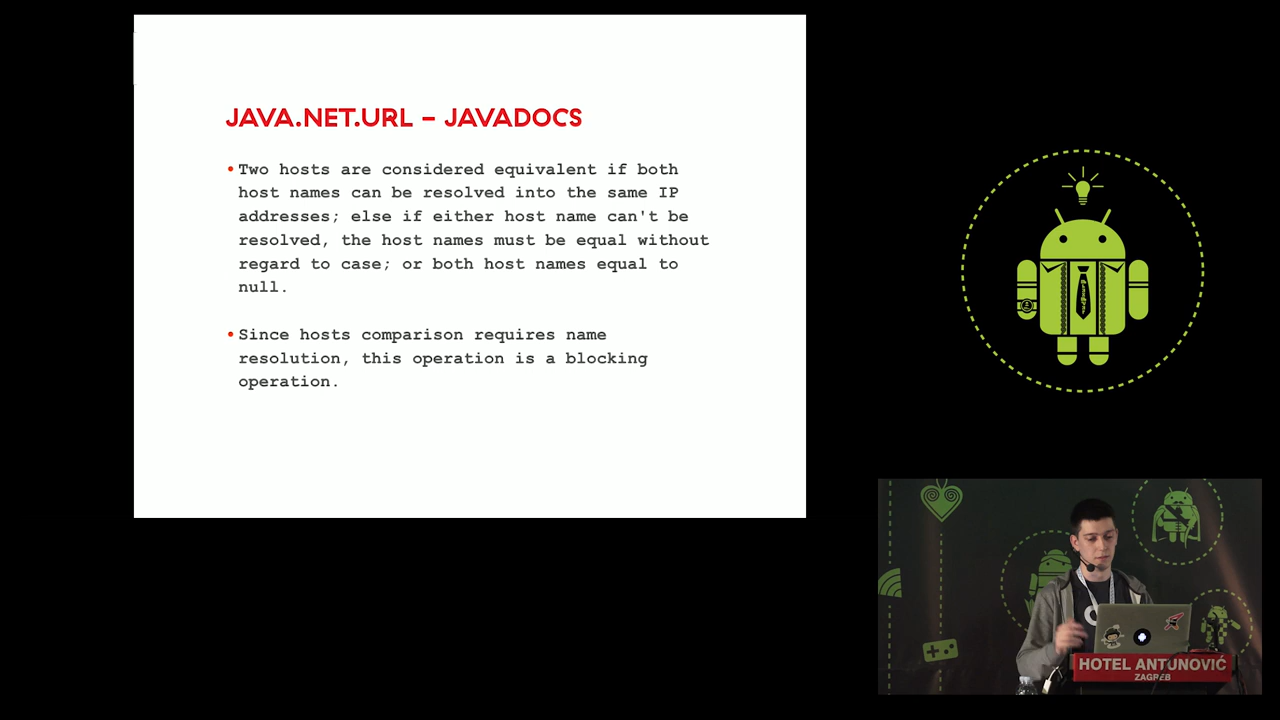 JAVA.NET.URL – JAVADOCS
•Two hosts are considered equivalent if both
host names can be resolved into the same IP
addresses; else if either host name can't be
resolved, the host names must be equal without
regard to case; or both host names equal to
null.
•Since hosts comparison requires name
resolution, this operation is a blocking
operation.
HOTEL ANTUNOVIĆ
ZAGREB